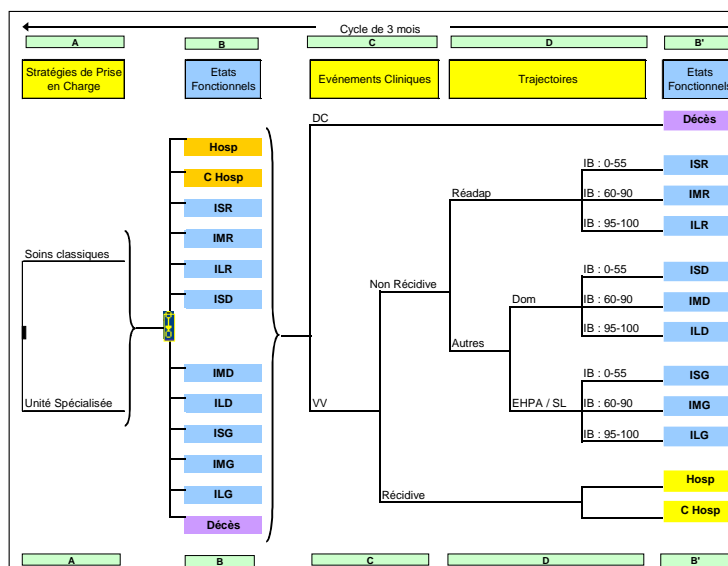 Cycle de 3 mois
A
B
C
D
B'
Stratégies de Prise
en Charge
Etats
Fonctionnels
Evénements Cliniques
Trajectoires
Etats
Fonctionnels
DC
Décès
Hosp
C Hosp
ISR
IMR
ILR
ISD
IMD
ILD
ISG
IMG
ILG
Décès
Soins classiques
Unité Spécialisée
Non Récidive
VV
Récidive
Réadap
Autres
Dom
EHPA / SL
IB : 0-55
ISR
IB : 60-90
IMR
IB : 95-100
ILR
IB : 0-55
ISD
IB : 60-90
IMD
IB : 95-100
ILD
IB : 0-55
ISG
IB : 60-90
IMG
IB : 95-100
ILG
Hosp
C Hosp
A
B
C
D
B'